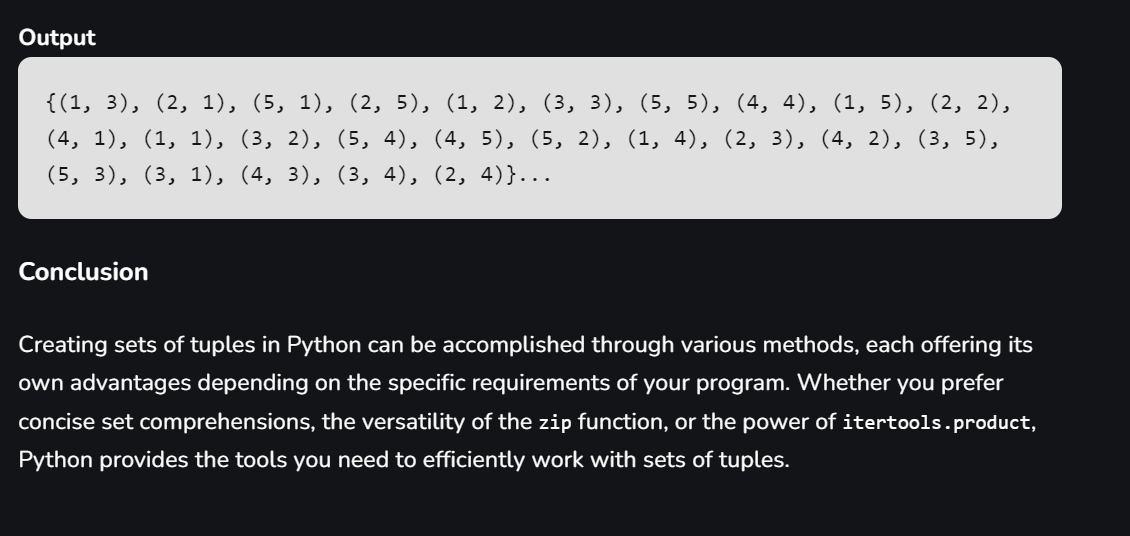 Output
{(1, 3), (2, 1), (5, 1), (2, 5), (1, 2), (3, 3), (5, 5), (4, 4), (1, 5), (2, 2),
(4, 1), (1, 1), (3, 2), (5, 4), (4, 5), (5, 2), (1, 4), (2, 3), (4, 2), (3, 5),
(5, 3), (3, 1), (4, 3), (3, 4), (2, 4)}...
Conclusion
Creating sets of tuples in Python can be accomplished through various methods, each offering its
own advantages depending on the specific requirements of your program. Whether you prefer
concise set comprehensions, the versatility of the zip function, or the power of itertools.product,
Python provides the tools you need to efficiently work with sets of tuples.